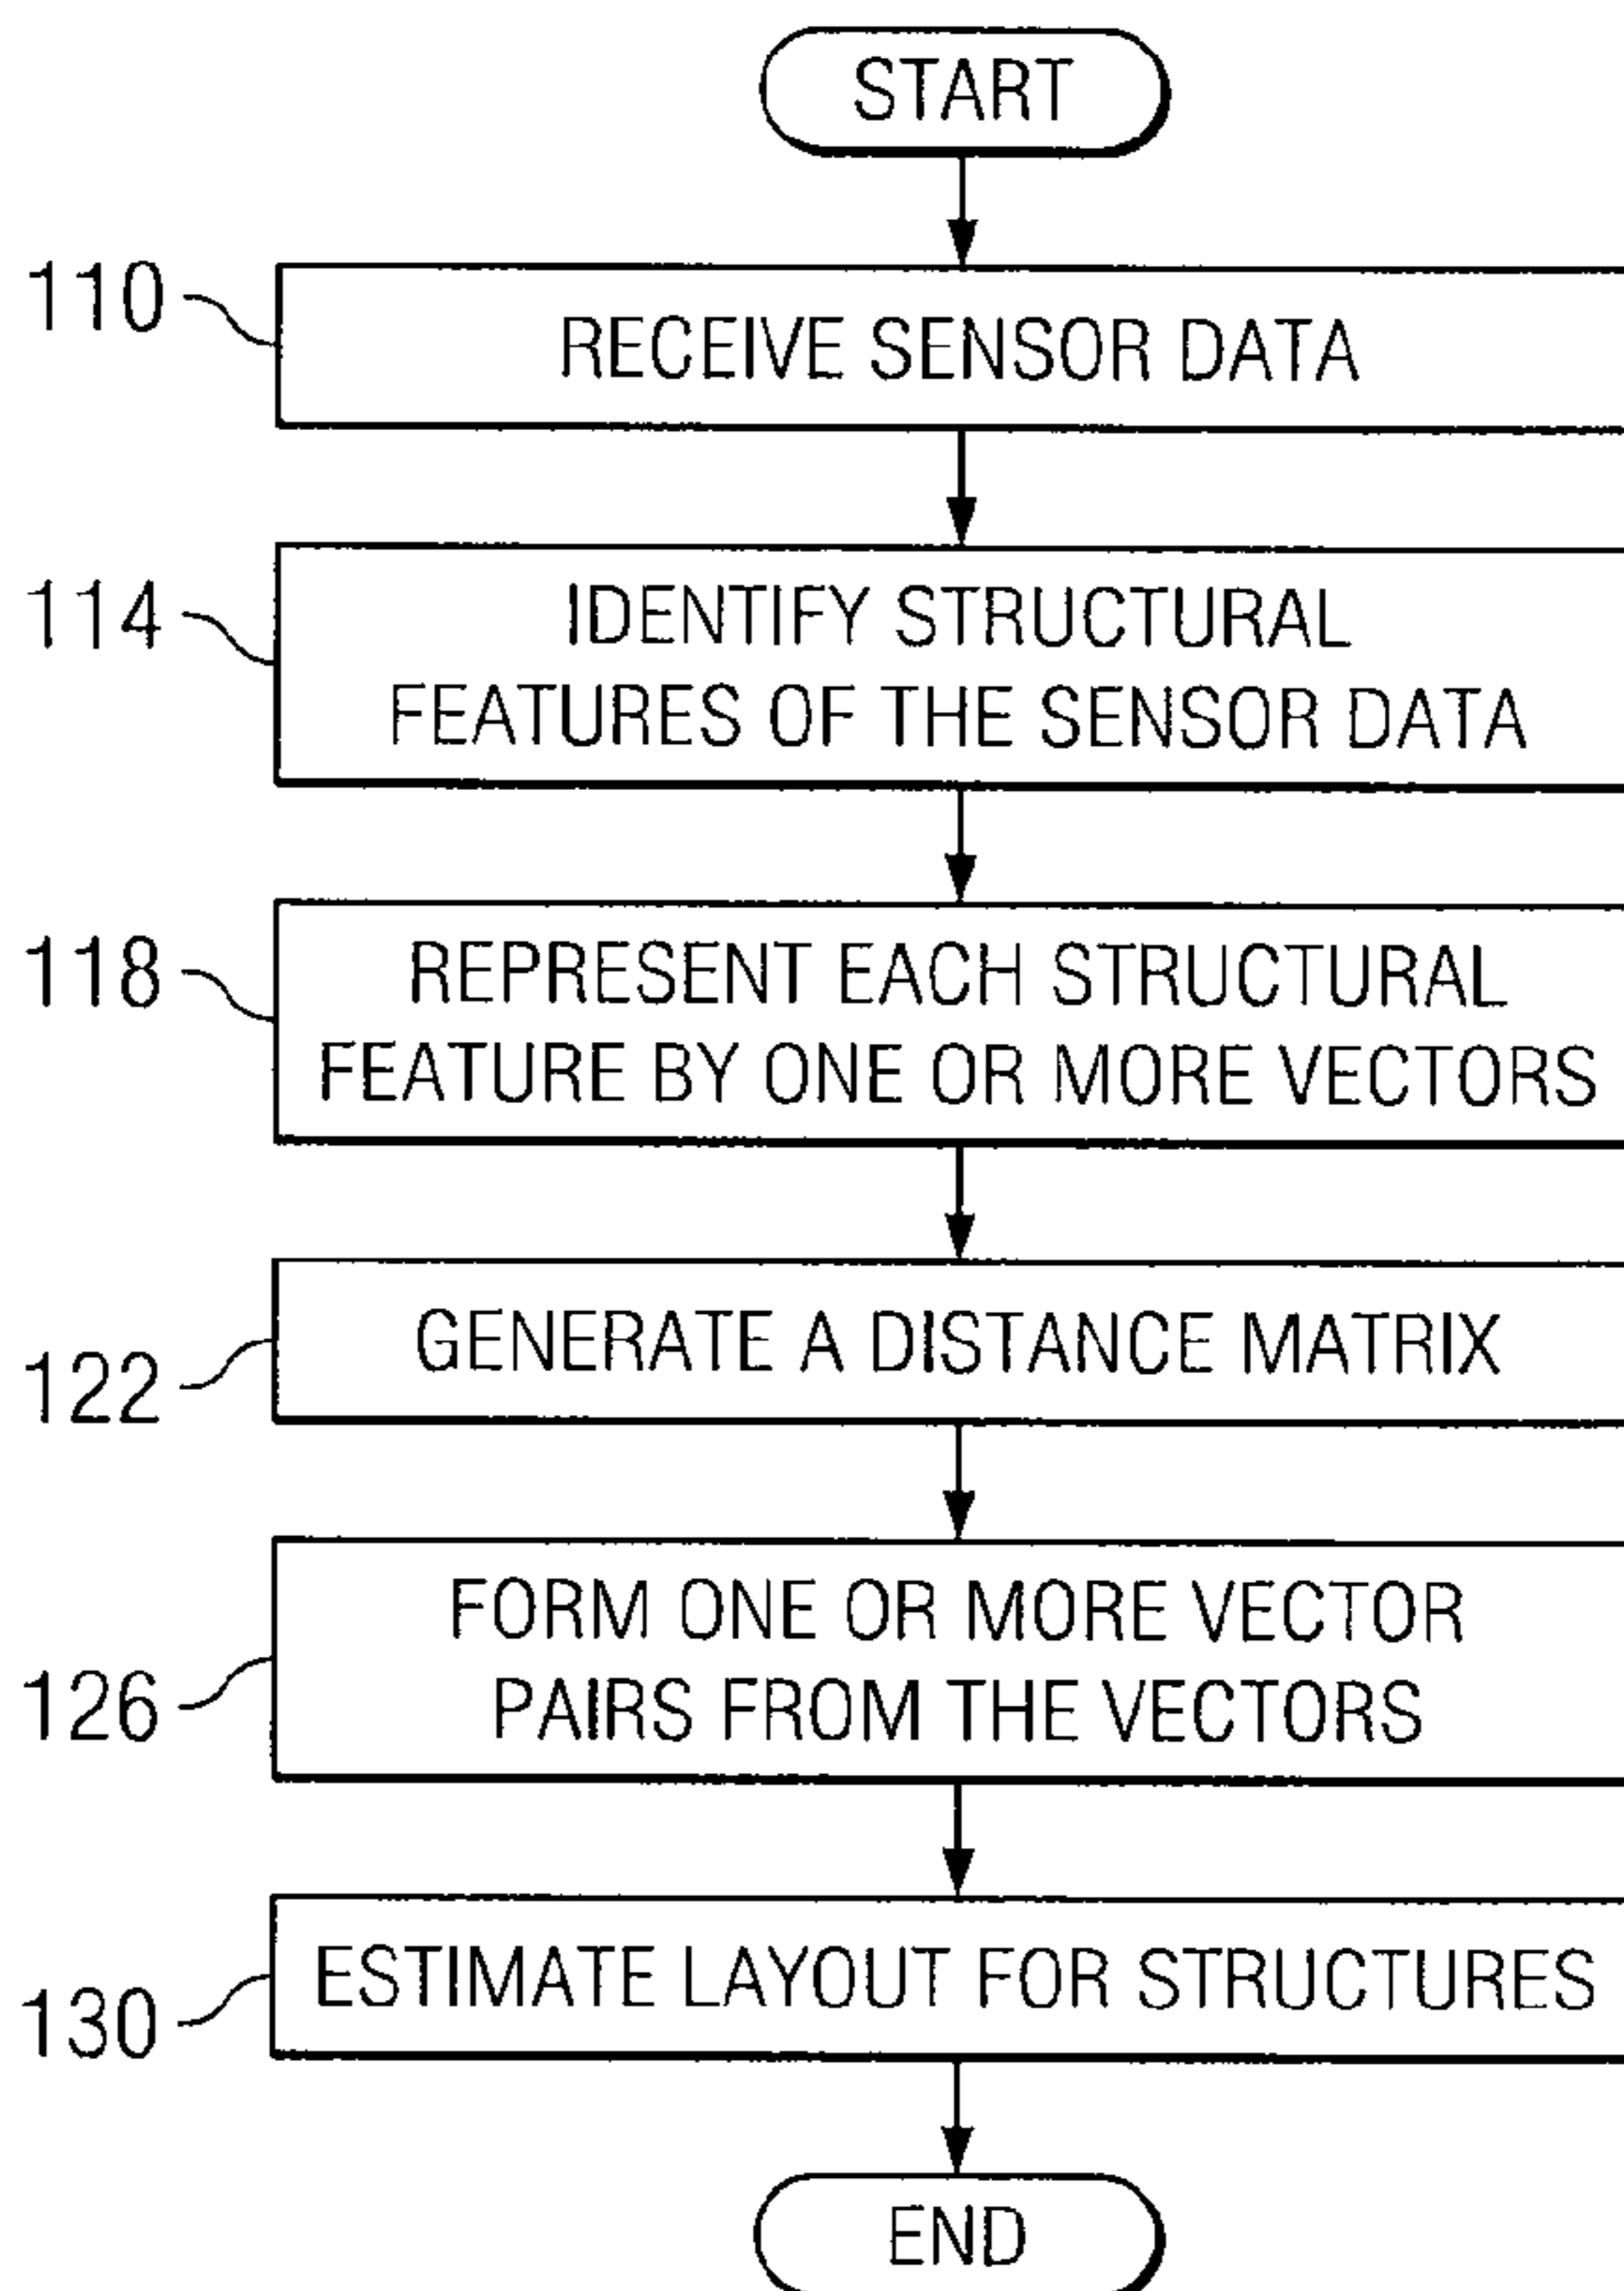 START
110
RECEIVE SENSOR DATA
114
IDENTIFY STRUCTURAL
FEATURES OF THE SENSOR DATA
118
REPRESENT EACH STRUCTURAL
FEATURE BY ONE OR MORE VECTORS
122
GENERATE A DISTANCE MATRIX
126
FORM ONE OR MORE VECTOR
PAIRS FROM THE VECTORS
130
ESTIMATE LAYOUT FOR STRUCTURES
END